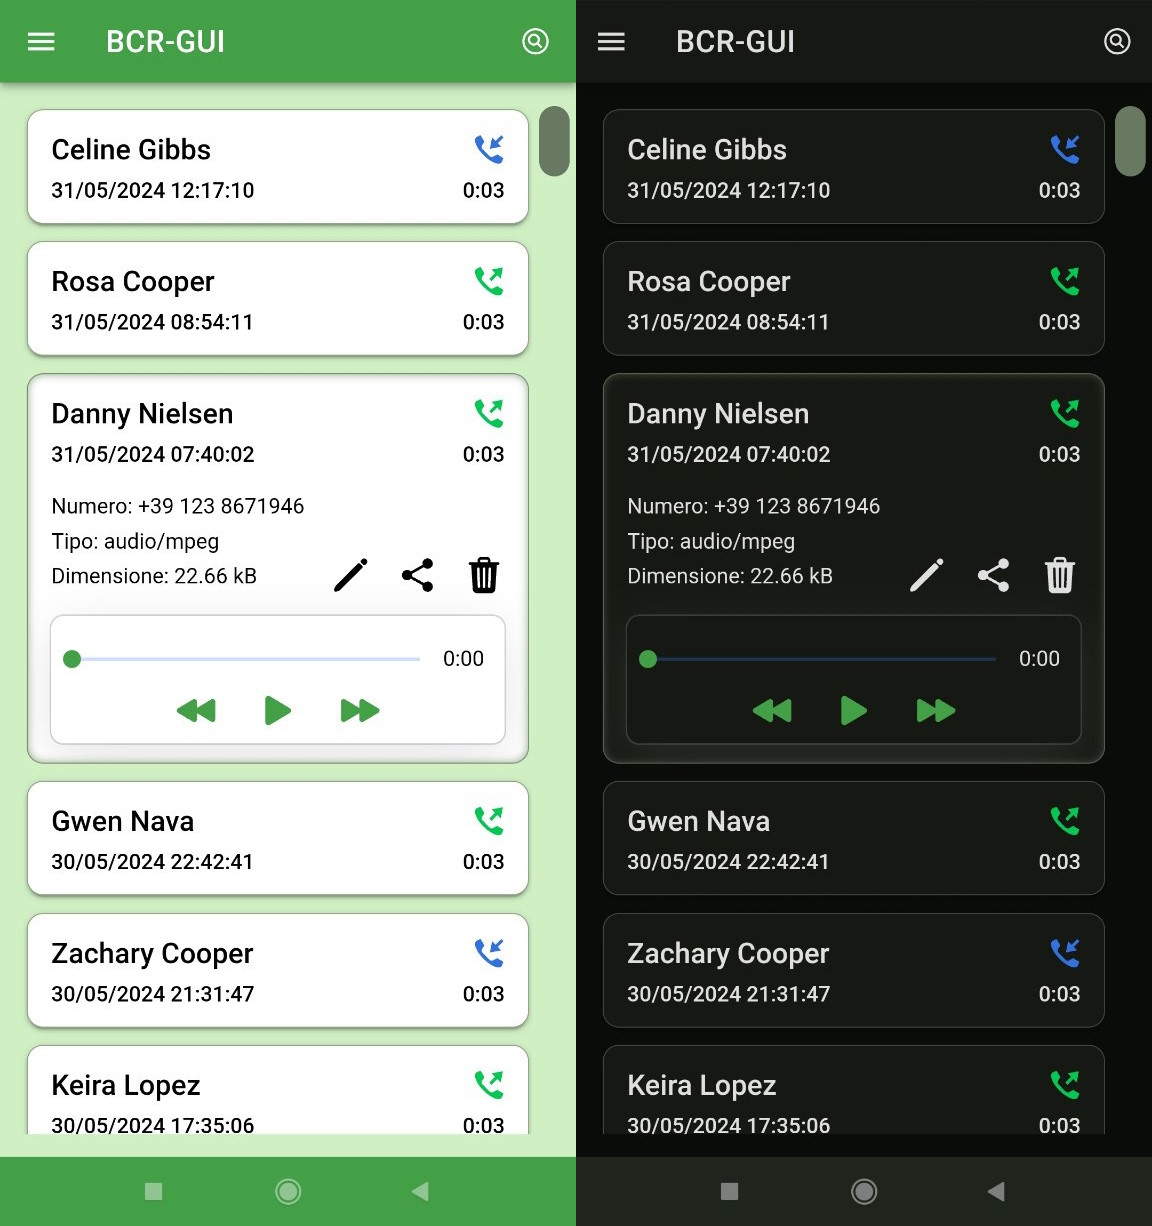 BCR-GUI
Celine Gibbs
31/05/2024 12:17:10 0:03
Rosa Cooper
31/05/2024 08:54:11 0:03
Danny Nielsen
31/05/2024 07:40:02 0:03
Numero: +39 123 8671946
Tipo: audio/mpeg
Dimensione: 22.66 kB
0:00
Gwen Nava
30/05/2024 22:42:41 0:03
Zachary Cooper
30/05/2024 21:31:47 0:03
Keira Lopez
30/05/2024 17:35:06 0:03
BCR-GUI
Celine Gibbs
31/05/2024 12:17:10 0:03
Rosa Cooper
31/05/2024 08:54:11 0:03
Danny Nielsen
31/05/2024 07:40:02 0:03
Numero: +39 123 8671946
Tipo: audio/mpeg
Dimensione: 22.66 kB
0:00
Gwen Nava
30/05/2024 22:42:41 0:03
Zachary Cooper
30/05/2024 21:31:47 0:03
Keira Lopez
30/05/2024 17:35:06 0:03